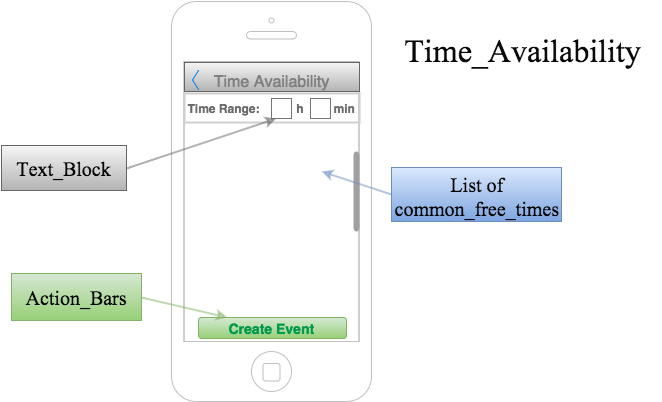 Time_Availability
Time Availability
Time Range: h min
Text_Block
List of
common_free_times
Action_Bars
Create Event